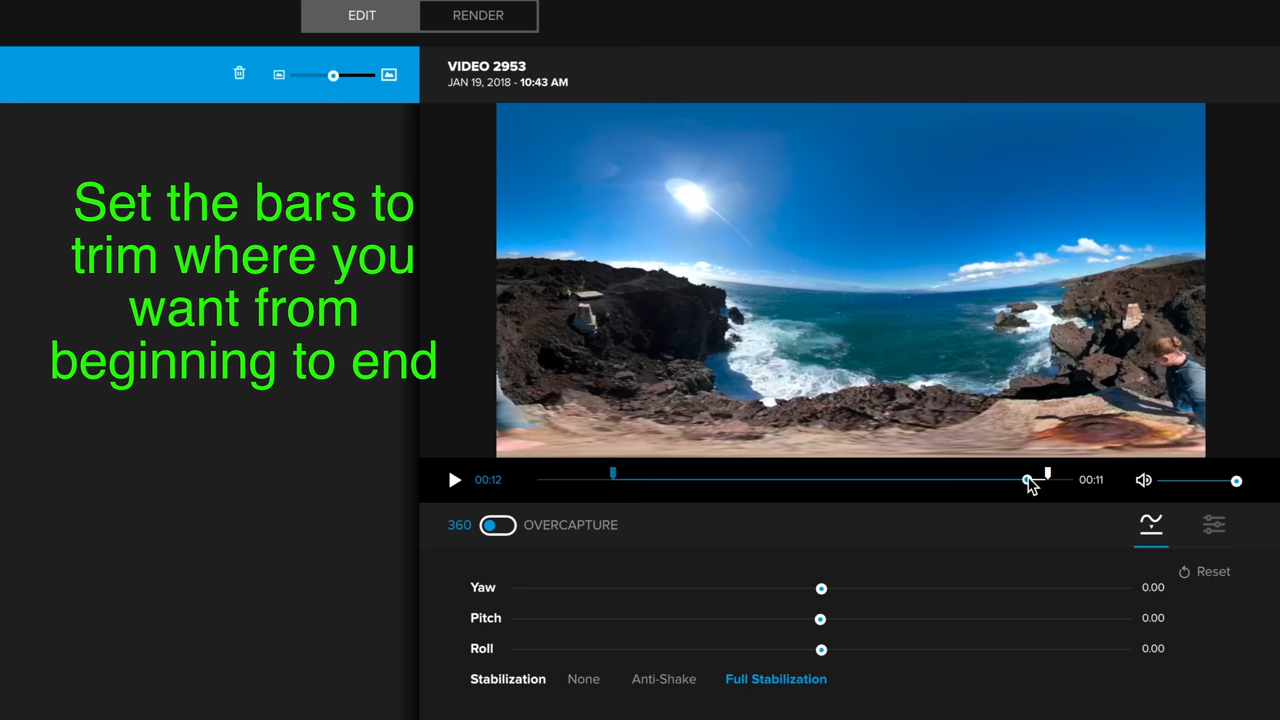 EDIT
RENDER
VIDEO 2953
JAN 19, 2018 - 10:43 AM
Set the bars to
trim where you
want from
beginning to end
00:12
00:11
360
OVERCAPTURE
Reset
Yaw
0.00
Pitch
0.00
Roll
0.00
Stabilization
None
Anti-Shake
Full Stabilization